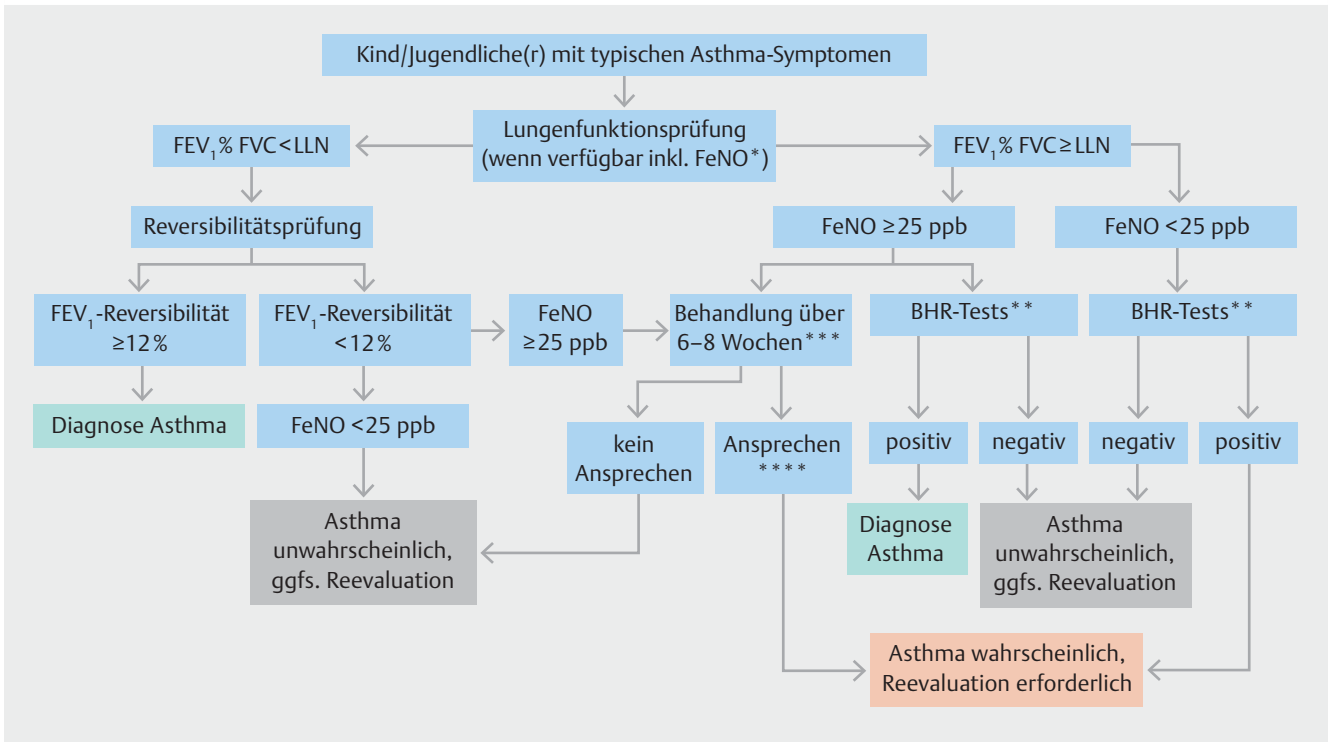 Kind/Jugendliche(r) mit typischen Asthma-Symptomen
FEV₁% FVC<LLN
Lungenfunktionsprüfung
(wenn verfügbar inkl. FeNO*)
FEV₁% FVC≥LLN
Reversibilitätsprüfung
FeNO ≥25 ppb
FeNO <25 ppb
FEV₁-Reversibilität
≥12%
FEV₁-Reversibilität
<12%
FeNO
≥25 ppb
Behandlung über
6–8 Wochen***
BHR-Tests**
BHR-Tests**
Diagnose Asthma
FeNO <25 ppb
kein
Ansprechen
Ansprechen
****
positiv
negativ
negativ
positiv
Asthma
unwahrscheinlich,
ggfs. Reevaluation
Diagnose
Asthma
Asthma
unwahrscheinlich,
ggfs. Reevaluation
Asthma wahrscheinlich,
Reevaluation erforderlich